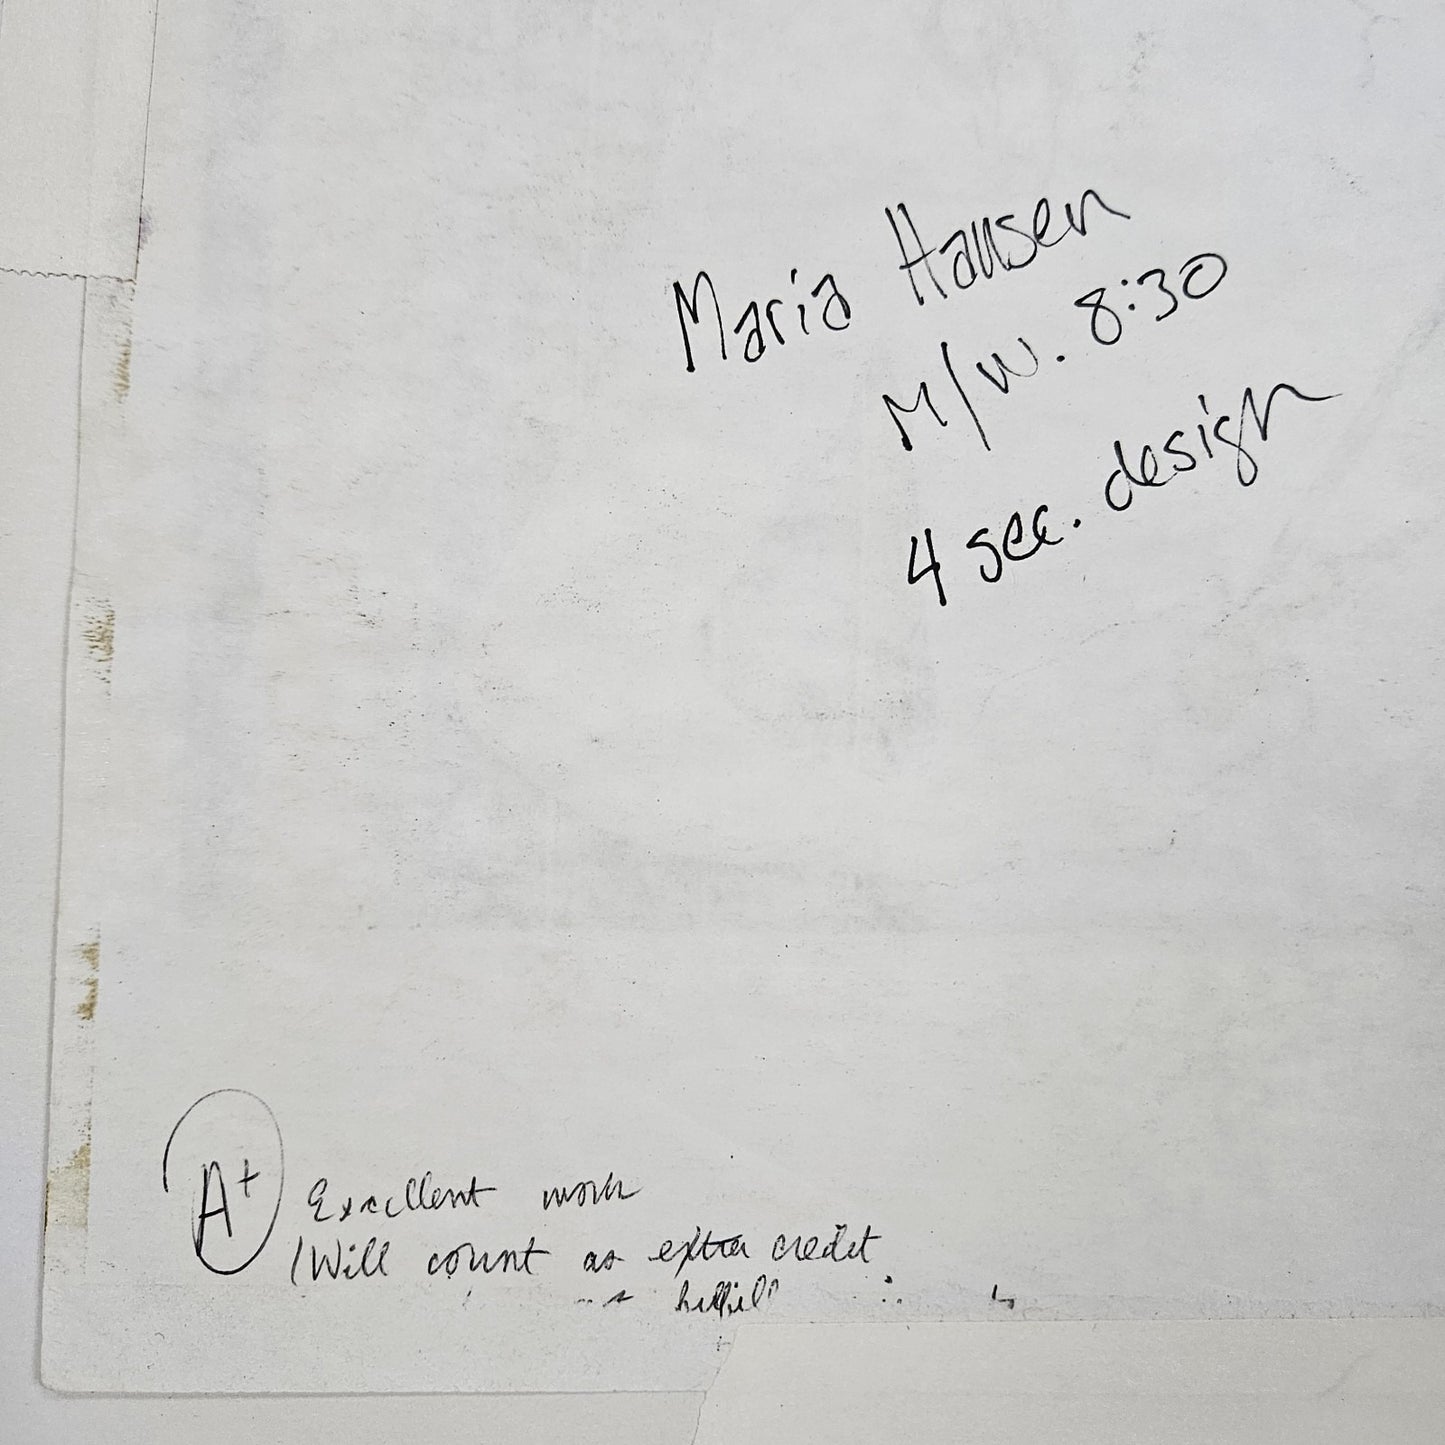 Maria Hansen
M/W. 8:30
4 sec. design
A+ Excellent work
(Will count as extra credit